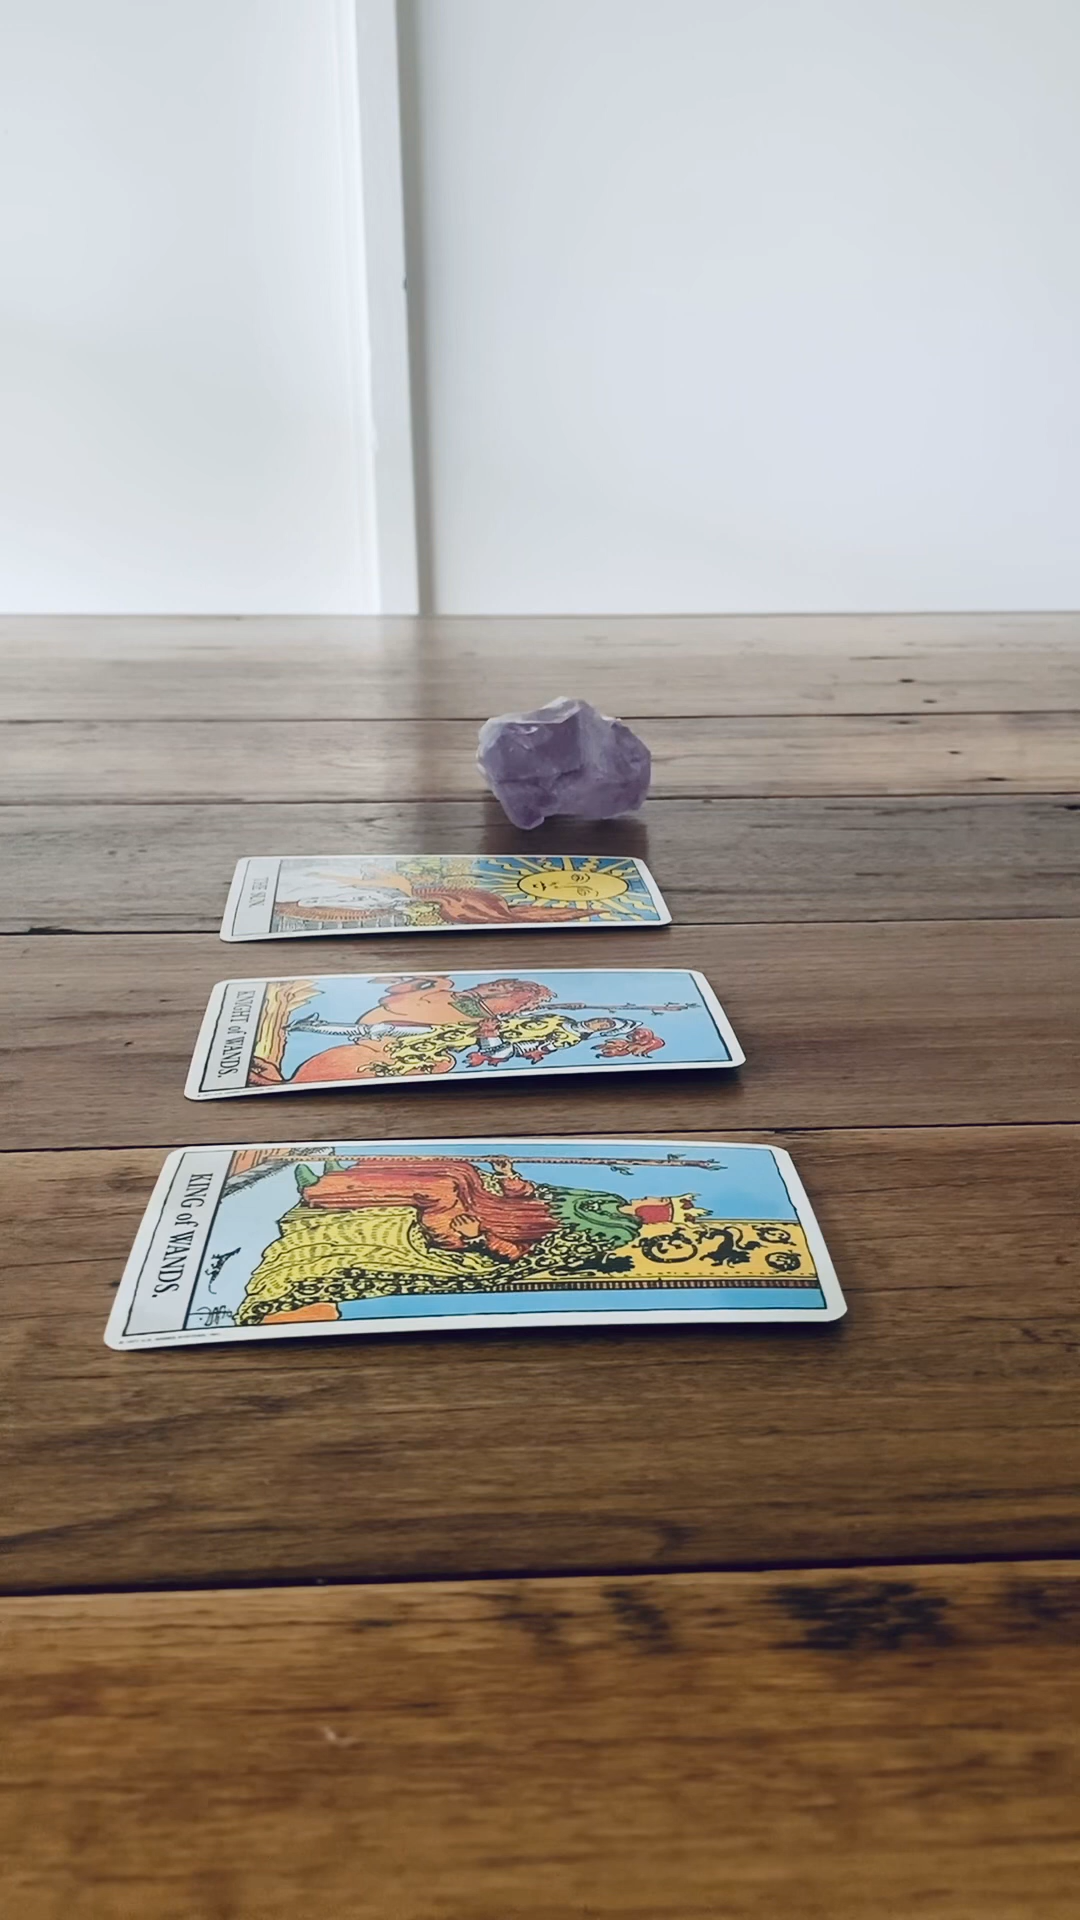 THE SUN.
KNIGHT of WANDS.
KING of WANDS.